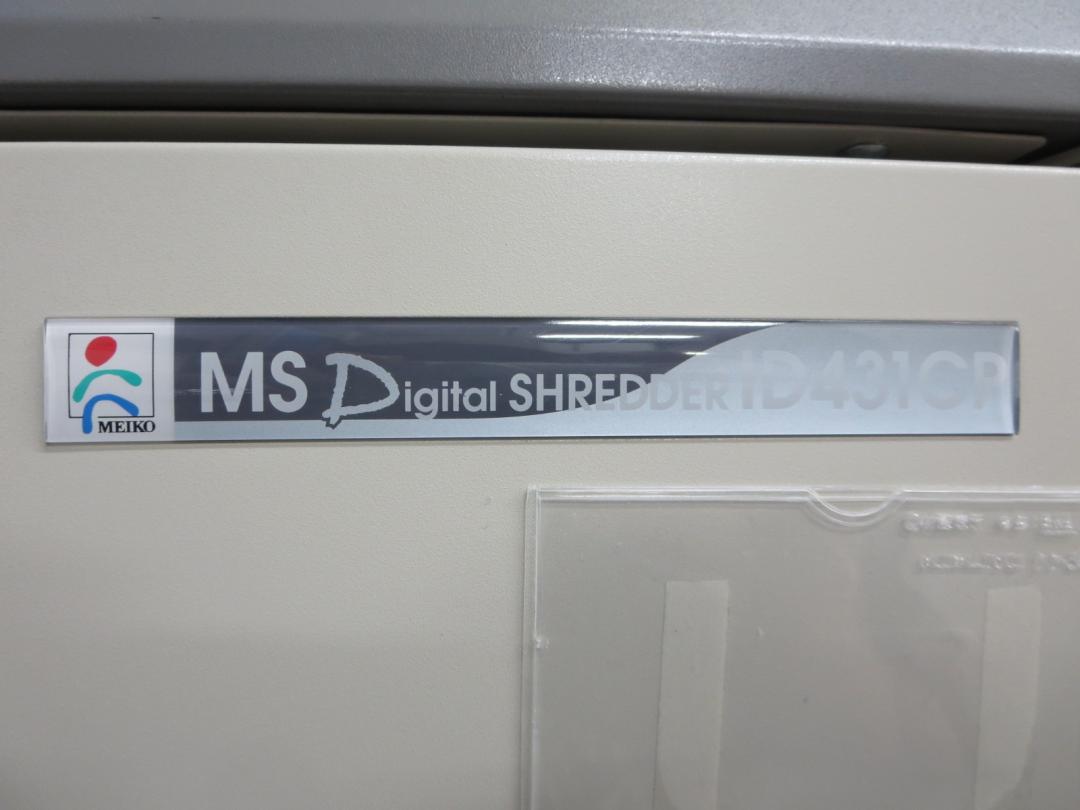 MEIKO
MS Digital SHREDDER ID431CP